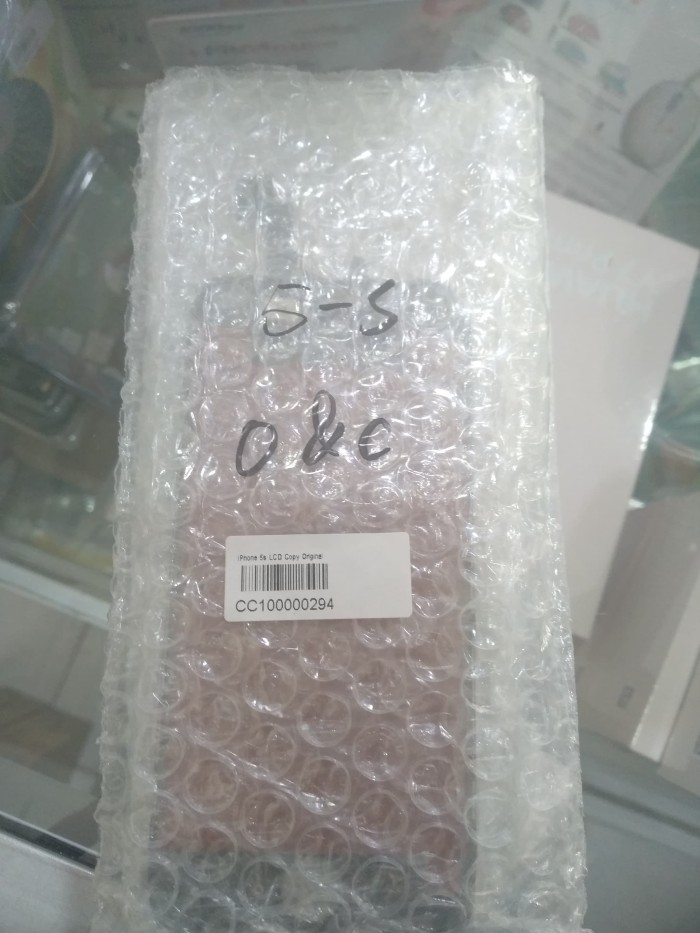 5-S
O&C
iPhone 5s LCD Copy Original
CC100000294